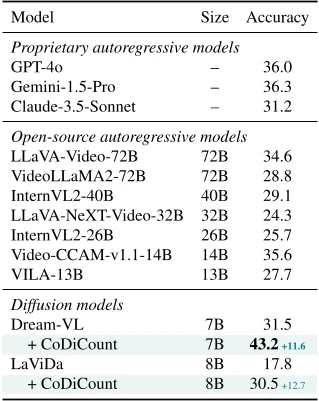 Model Size Accuracy
Proprietary autoregressive models
GPT-4o – 36.0
Gemini-1.5-Pro – 36.3
Claude-3.5-Sonnet – 31.2
Open-source autoregressive models
LLaVA-Video-72B 72B 34.6
VideoLLaMA2-72B 72B 28.8
InternVL2-40B 40B 29.1
LLaVA-NeXT-Video-32B 32B 24.3
InternVL2-26B 26B 25.7
Video-CCAM-v1.1-14B 14B 35.6
VILA-13B 13B 27.7
Diffusion models
Dream-VL 7B 31.5
+ CoDiCount 7B 43.2 +11.6
LaViDa 8B 17.8
+ CoDiCount 8B 30.5 +12.7